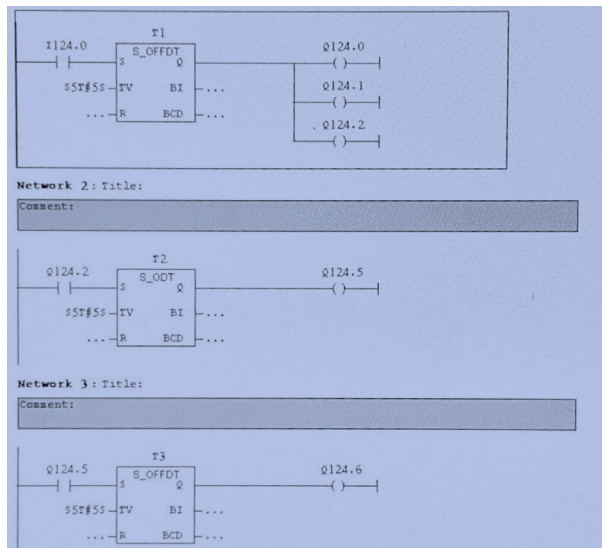 T1
I124.0 S_OFFDT Q124.0
S Q
S5T#5S TV BI ... Q124.1
... R BCD ... Q124.2
Network 2: Title:
Comment:
T2
Q124.2 S_ODT Q124.5
S Q
S5T#5S TV BI ...
... R BCD ...
Network 3: Title:
Comment:
T3
Q124.5 S_OFFDT Q124.6
S Q
S5T#5S TV BI ...
... R BCD ...